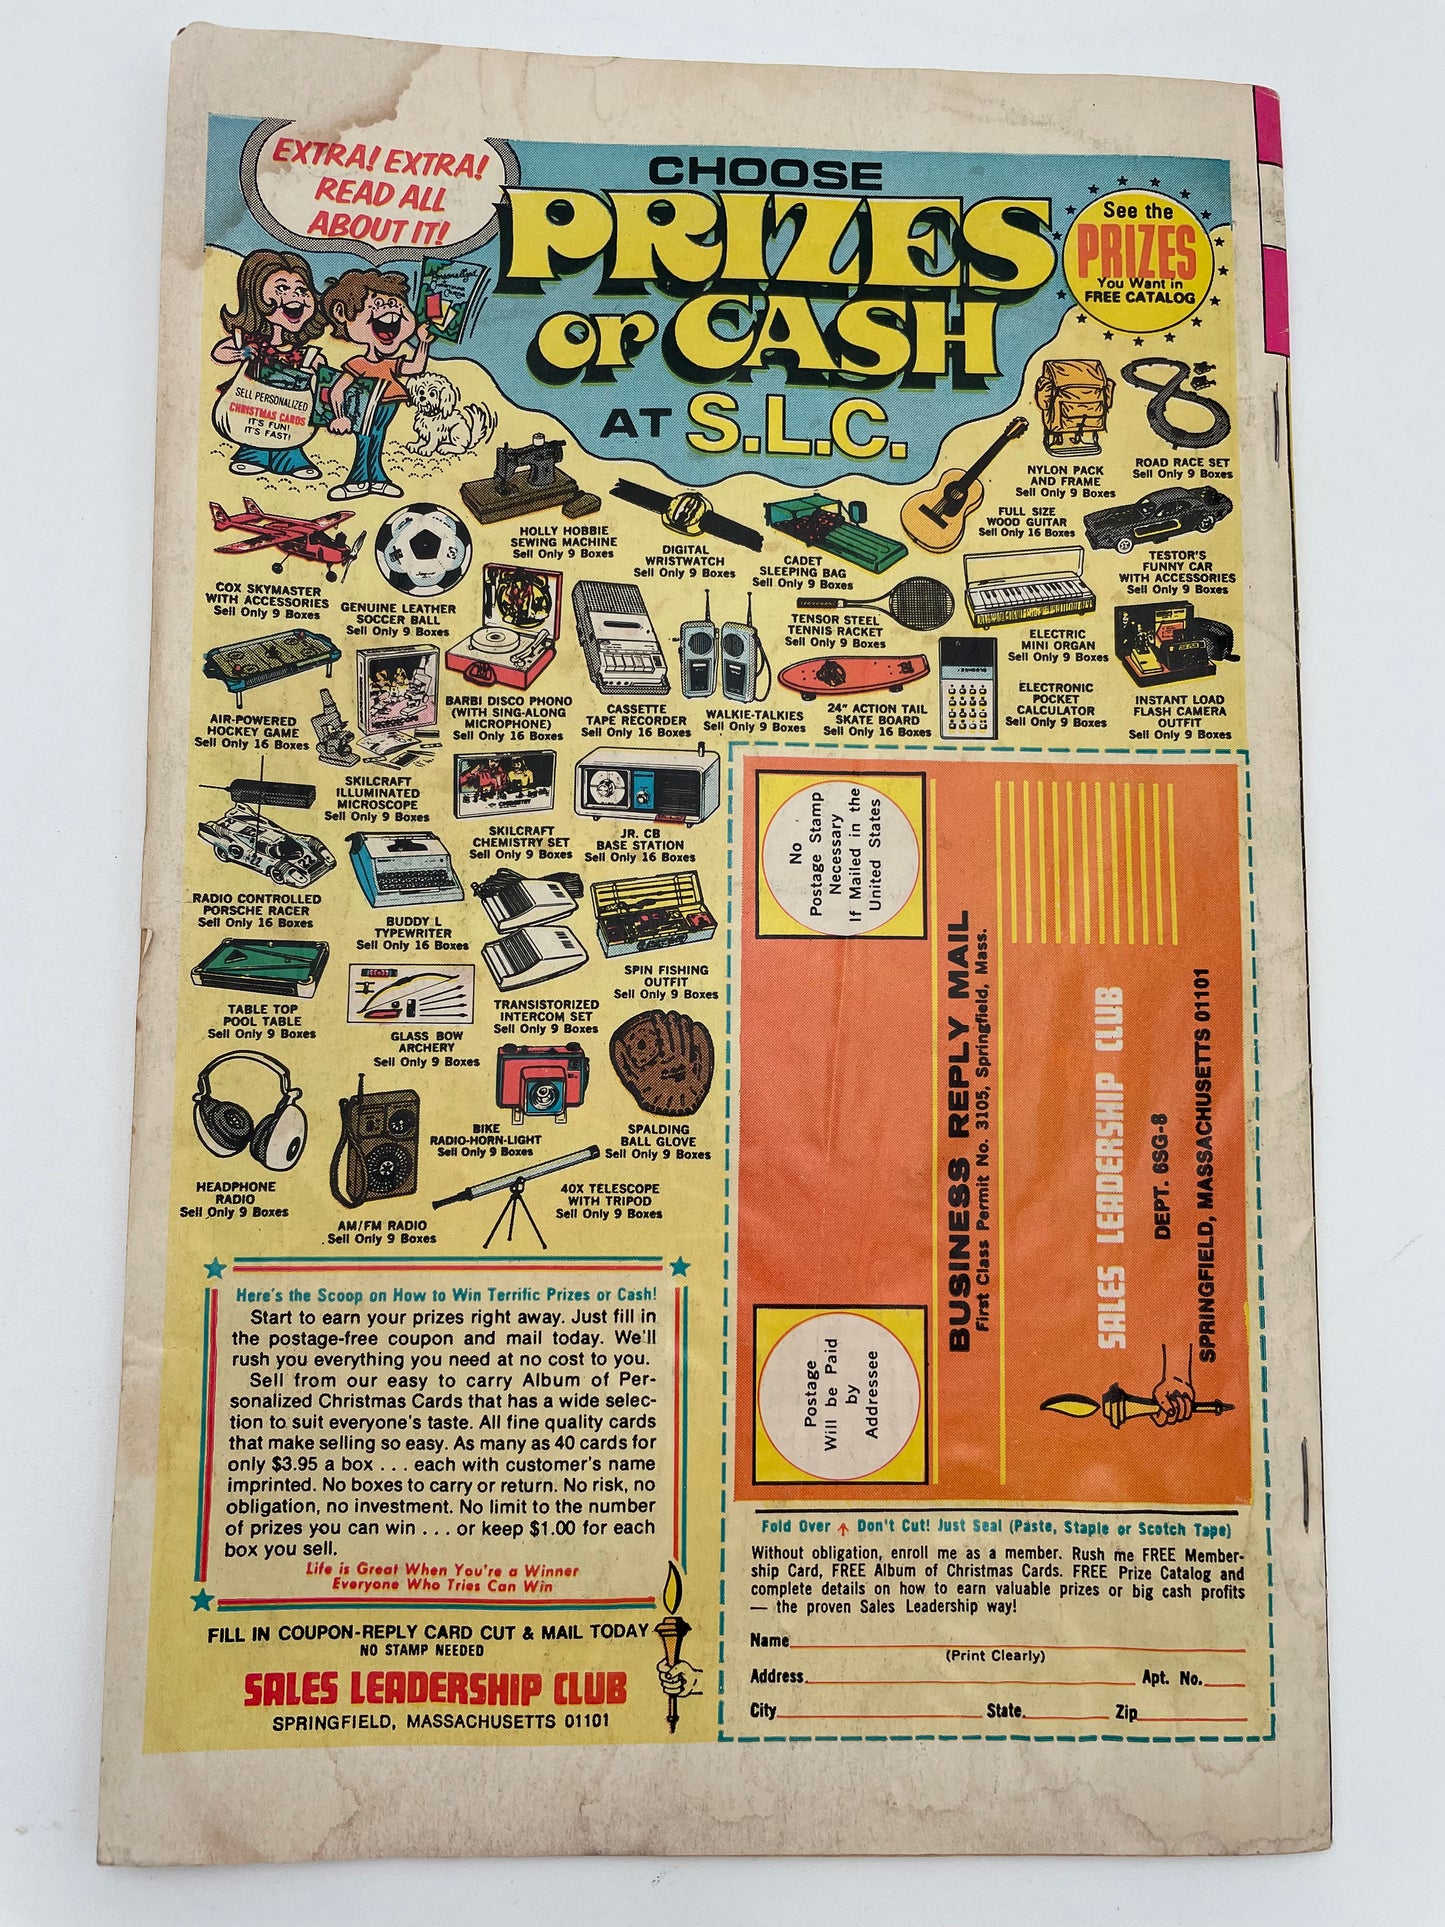 EXTRA! EXTRA!
READ ALL
ABOUT IT!
CHOOSE
PRIZES
or CASH
AT S.L.C.
See the
PRIZES
You Want in
FREE CATALOG
SELL PERSONALIZED
CHRISTMAS CARDS
IT'S FUN!
IT'S FAST!
NYLON PACK
AND FRAME
Sell Only 9 Boxes
ROAD RACE SET
Sell Only 9 Boxes
HOLLY HOBBIE
SEWING MACHINE
Sell Only 9 Boxes
DIGITAL
WRISTWATCH
Sell Only 9 Boxes
CADET
SLEEPING BAG
Sell Only 9 Boxes
FULL SIZE
WOOD GUITAR
Sell Only 16 Boxes
TESTOR'S
FUNNY CAR
WITH ACCESSORIES
Sell Only 9 Boxes
COX SKYMASTER
WITH ACCESSORIES
Sell Only 9 Boxes
GENUINE LEATHER
SOCCER BALL
Sell Only 9 Boxes
TENSOR STEEL
TENNIS RACKET
Sell Only 9 Boxes
ELECTRIC
MINI ORGAN
Sell Only 9 Boxes
AIR-POWERED
HOCKEY GAME
Sell Only 16 Boxes
BARBI DISCO PHONO
(WITH SING-ALONG
MICROPHONE)
Sell Only 16 Boxes
CASSETTE
TAPE RECORDER
Sell Only 16 Boxes
WALKIE-TALKIES
Sell Only 9 Boxes
24" ACTION TAIL
SKATE BOARD
Sell Only 9 Boxes
ELECTRONIC
POCKET
CALCULATOR
Sell Only 9 Boxes
INSTANT LOAD
FLASH CAMERA
OUTFIT
Sell Only 9 Boxes
MICROSCOPE
SKILCRAFT
ILLUMINATED
MICROSCOPE
Sell Only 9 Boxes
CHEMISTRY
SKILCRAFT
CHEMISTRY SET
Sell Only 9 Boxes
JR. CB
BASE STATION
Sell Only 16 Boxes
22
22
RADIO CONTROLLED
PORSCHE RACER
Sell Only 16 Boxes
BUDDY L
TYPEWRITER
Sell Only 16 Boxes
SPIN FISHING
OUTFIT
Sell Only 9 Boxes
TABLE TOP
POOL TABLE
Sell Only 9 Boxes
GLASS BOW
ARCHERY
Sell Only 9 Boxes
TRANSISTORIZED
INTERCOM SET
Sell Only 9 Boxes
BIKE
RADIO-HORN-LIGHT
Sell Only 9 Boxes
SPALDING
BALL GLOVE
Sell Only 9 Boxes
HEADPHONE
RADIO
Sell Only 9 Boxes
AM/FM RADIO
Sell Only 9 Boxes
40X TELESCOPE
WITH TRIPOD
Sell Only 9 Boxes
Here's the Scoop on How to Win Terrific Prizes or Cash!
Start to earn your prizes right away. Just fill in
the postage-free coupon and mail today. We'll
rush you everything you need at no cost to you.
Sell from our easy to carry Album of Per-
sonalized Christmas Cards that has a wide selec-
tion to suit everyone's taste. All fine quality cards
that make selling so easy. As many as 40 cards for
only $3.95 a box . . . each with customer's name
imprinted. No boxes to carry or return. No risk, no
obligation, no investment. No limit to the number
of prizes you can win . . . or keep $1.00 for each
box you sell.
Life is Great When You're a Winner
Everyone Who Tries Can Win
FILL IN COUPON-REPLY CARD CUT & MAIL TODAY
NO STAMP NEEDED
SALES LEADERSHIP CLUB
SPRINGFIELD, MASSACHUSETTS 01101
No
Postage Stamp
Necessary
If Mailed in the
United States
Postage
Will be Paid
by
Addressee
BUSINESS REPLY MAIL
First Class Permit No. 3105, Springfield, Mass.
SALES LEADERSHIP CLUB
DEPT. 6SG-8
SPRINGFIELD, MASSACHUSETTS 01101
Fold Over ↑ Don't Cut! Just Seal (Paste, Staple or Scotch Tape)
Without obligation, enroll me as a member. Rush me FREE Member-
ship Card, FREE Album of Christmas Cards. FREE Prize Catalog and
complete details on how to earn valuable prizes or big cash profits
— the proven Sales Leadership way!
Name
(Print Clearly)
Address Apt. No.
City State Zip